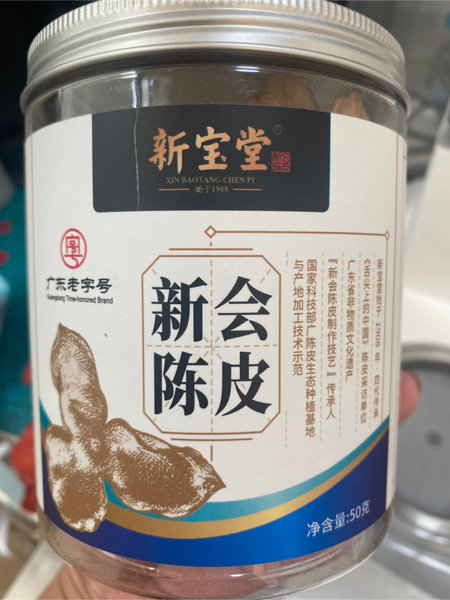 新宝堂®
XIN BAOTANG CHEN PI
始于1908
广东老字号
Guangdong Time-honored Brand
新会
陈皮
新宝堂始于1908年·四代传承
《舌尖上的中国》陈皮采访单位
广东省非物质文化遗产
『新会陈皮制作技艺』传承人
国家科技部广陈皮生态种植基地
与产地加工技术示范
净含量:50克